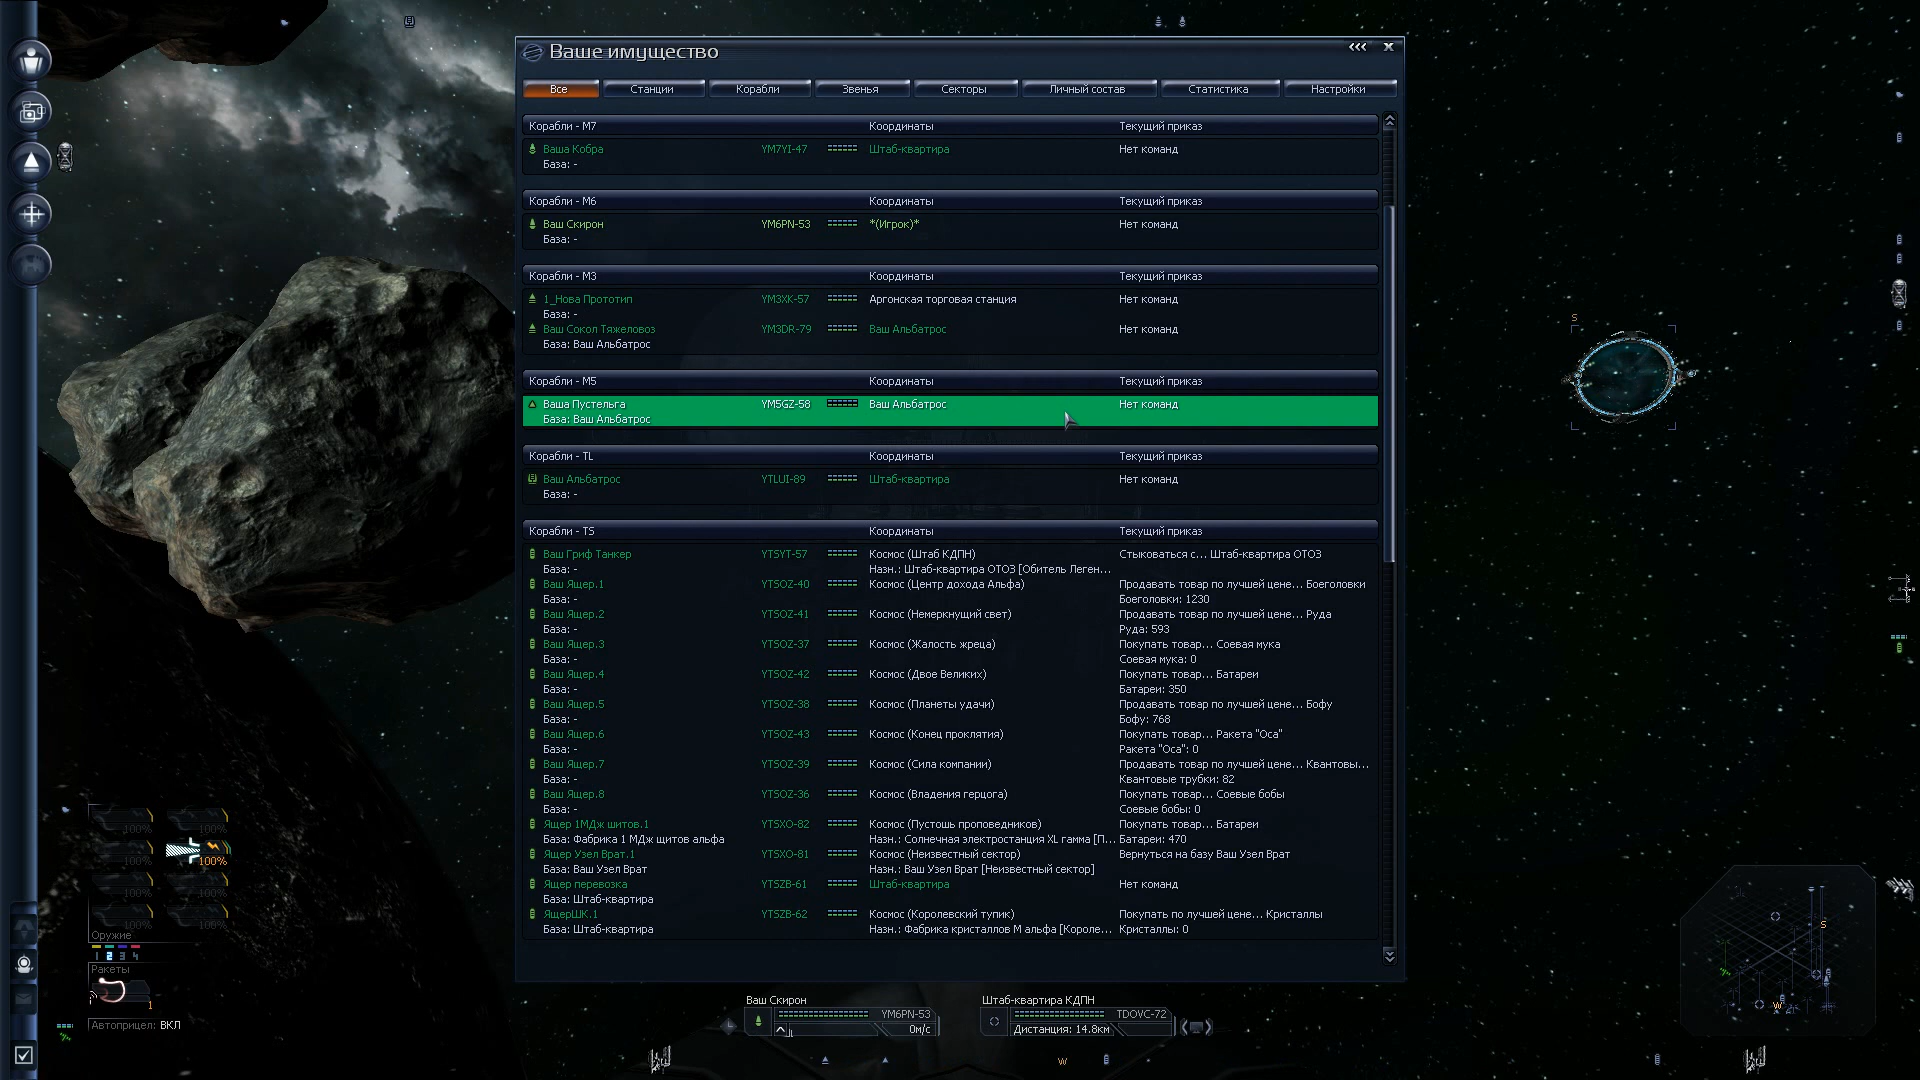 Ваше имущество
Все Станции Корабли Звенья Секторы Личный состав Статистика Настройки
Корабли - M7 Координаты Текущий приказ
Ваша Кобра YM7YI-47 Штаб-квартира Нет команд
База: -
Корабли - M6 Координаты Текущий приказ
Ваш Скирон YM6PN-53 *(Игрок)* Нет команд
База: -
Корабли - M3 Координаты Текущий приказ
1_Нова Прототип YM3XK-57 Аргонская торговая станция Нет команд
База: -
Ваш Сокол Тяжеловоз YM3DR-79 Ваш Альбатрос Нет команд
База: Ваш Альбатрос
Корабли - M5 Координаты Текущий приказ
Ваша Пустельга YM5GZ-58 Ваш Альбатрос Нет команд
База: Ваш Альбатрос
Корабли - TL Координаты Текущий приказ
Ваш Альбатрос YTLUI-89 Штаб-квартира Нет команд
База: -
Корабли - TS Координаты Текущий приказ
Ваш Гриф Танкер YTSYT-57 Космос (Штаб КДПН) Стыковаться с... Штаб-квартира ОТОЗ
База: - Назн.: Штаб-квартира ОТОЗ [Обитель Леген...
Ваш Ящер.1 YTSOZ-40 Космос (Центр дохода Альфа) Продавать товар по лучшей цене... Боеголовки
База: - Боеголовки: 1230
Ваш Ящер.2 YTSOZ-41 Космос (Немеркнущий свет) Продавать товар по лучшей цене... Руда
База: - Руда: 593
Ваш Ящер.3 YTSOZ-37 Космос (Жалость жреца) Покупать товар... Соевая мука
База: - Соевая мука: 0
Ваш Ящер.4 YTSOZ-42 Космос (Двое Великих) Покупать товар... Батареи
База: - Батареи: 350
Ваш Ящер.5 YTSOZ-38 Космос (Планеты удачи) Продавать товар по лучшей цене... Бофу
База: - Бофу: 768
Ваш Ящер.6 YTSOZ-43 Космос (Конец проклятия) Покупать товар... Ракета "Оса"
База: - Ракета "Оса": 0
Ваш Ящер.7 YTSOZ-39 Космос (Сила компании) Продавать товар по лучшей цене... Квантовы...
База: - Квантовые трубки: 82
Ваш Ящер.8 YTSOZ-36 Космос (Владения герцога) Покупать товар... Соевые бобы
База: - Соевые бобы: 0
Ящер 1МДж щитов.1 YTSXO-82 Космос (Пустошь проповедников) Покупать товар... Батареи
База: Фабрика 1 МДж щитов альфа Назн.: Солнечная электростанция XL гамма [П... Батареи: 470
Ящер Узел Врат.1 YTSXO-81 Космос (Неизвестный сектор) Вернуться на базу Ваш Узел Врат
База: Ваш Узел Врат Назн.: Ваш Узел Врат [Неизвестный сектор]
Ящер перевозка YTSZB-61 Штаб-квартира Нет команд
База: Штаб-квартира
ЯщерШК.1 YTSZB-62 Космос (Королевский тупик) Покупать по лучшей цене... Кристаллы
База: Штаб-квартира Назн.: Фабрика кристаллов M альфа [Короле... Кристаллы: 0
S
100% 100%
100% 100%
100% 100%
100% 100%
Оружие
1 2 3 4
Ракеты
1
Автоприцел: ВКЛ
Ваш Скирон
YM6PN-53
0м/с
Штаб-квартира КДПН
TDOVC-72
Дистанция: 14.8км
W
S
W